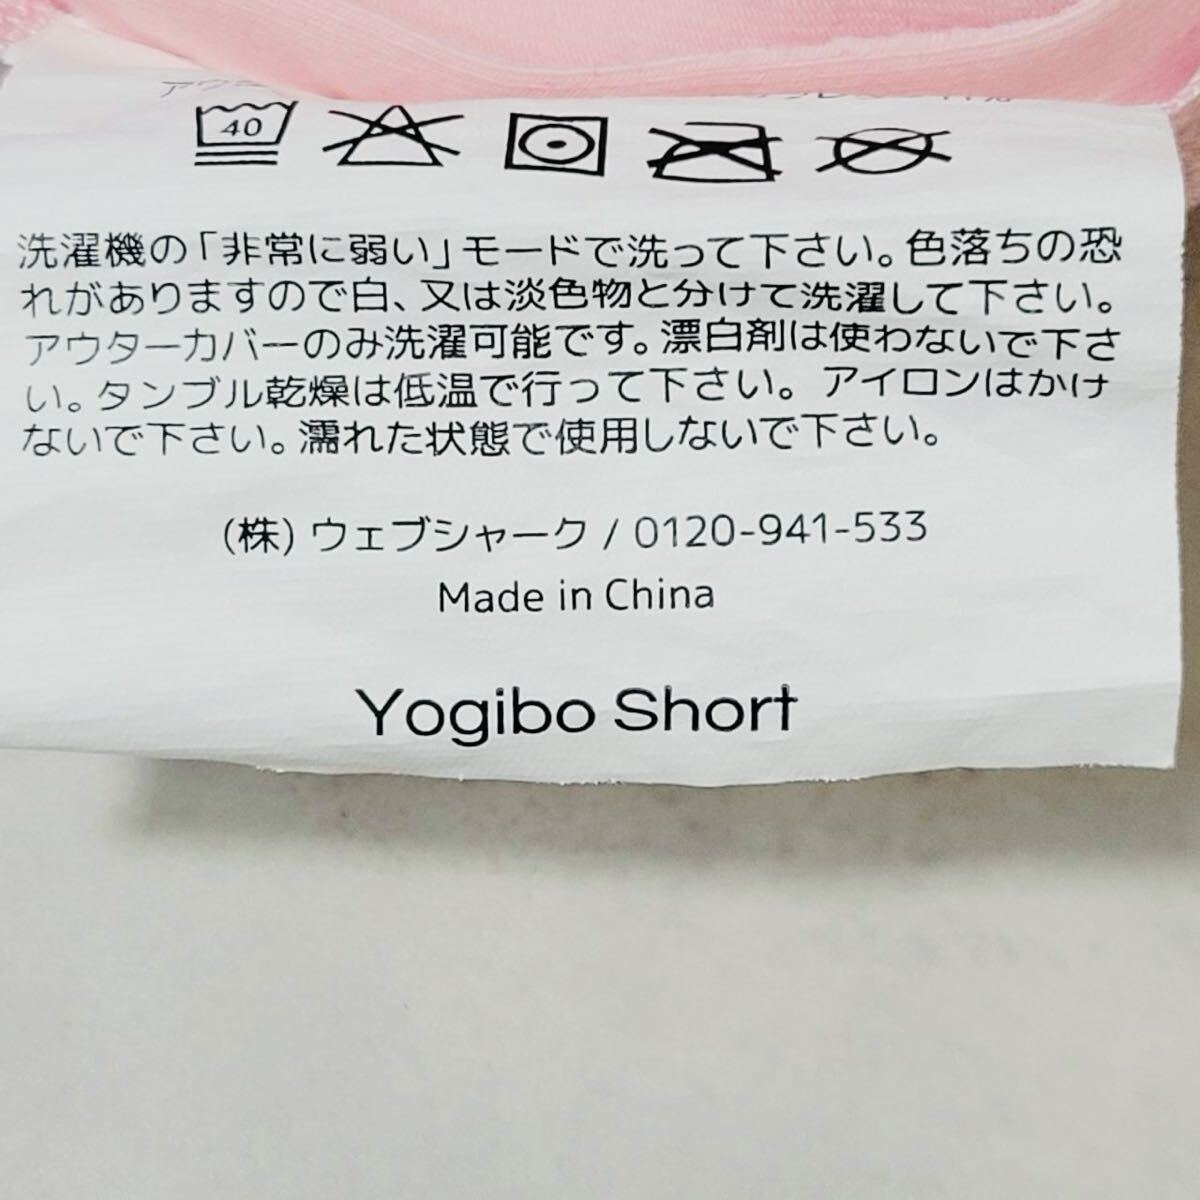 40
洗濯機の「非常に弱い」モードで洗って下さい。色落ちの恐
れがありますので白、又は淡色物と分けて洗濯して下さい。
アウターカバーのみ洗濯可能です。漂白剤は使わないで下さ
い。タンブル乾燥は低温で行って下さい。 アイロンはかけ
ないで下さい。濡れた状態で使用しないで下さい。
(株) ウェブシャーク / 0120-941-533
Made in China
Yogibo Short